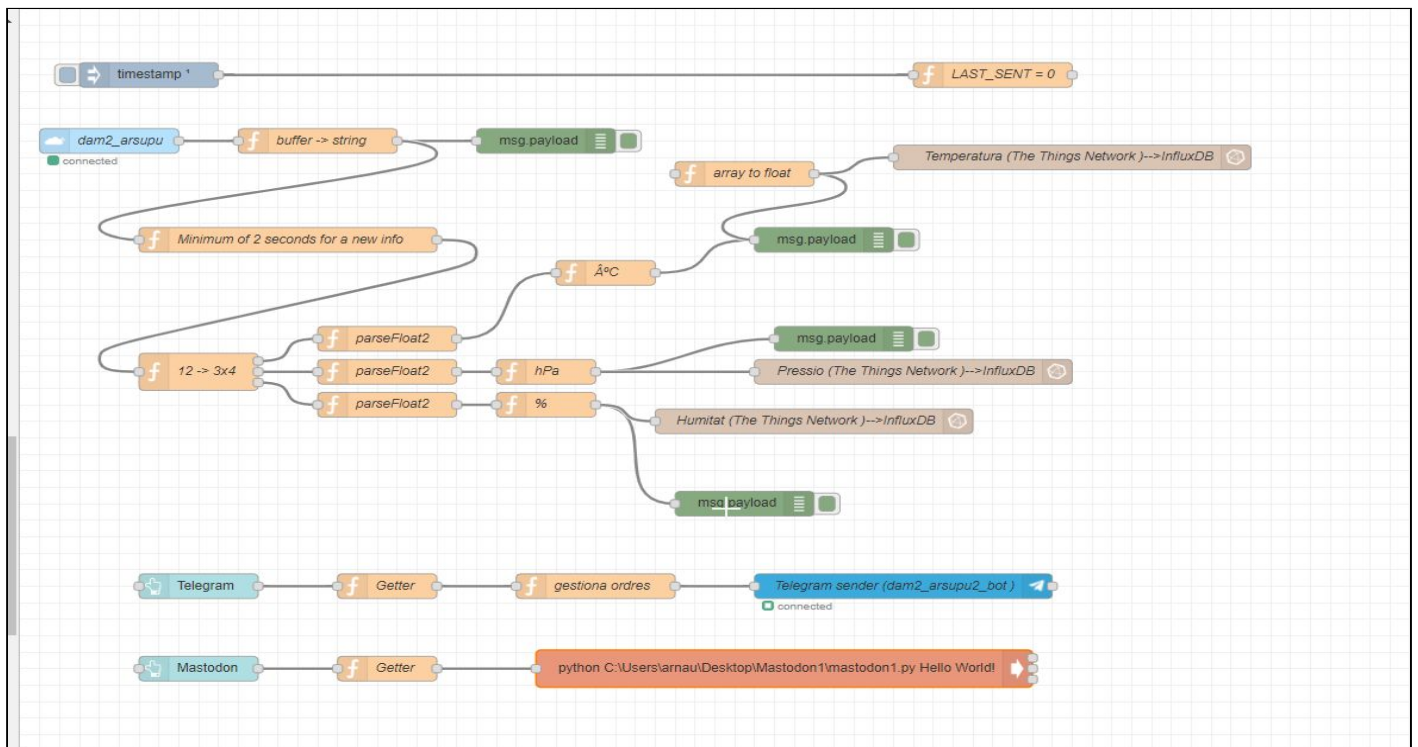 timestamp ¹
LAST_SENT = 0
dam2_arsupu
buffer -> string
msg.payload
connected
Temperatura (The Things Network )-->InfluxDB
array to float
Minimum of 2 seconds for a new info
msg.payload
ÂºC
parseFloat2
msg.payload
12 -> 3x4
parseFloat2
hPa
Pressio (The Things Network )-->InfluxDB
parseFloat2
%
Humitat (The Things Network )-->InfluxDB
msg.payload
Telegram
Getter
gestiona ordres
Telegram sender (dam2_arsupu2_bot )
connected
Mastodon
Getter
python C:\Users\arnau\Desktop\Mastodon1\mastodon1.py Hello World!